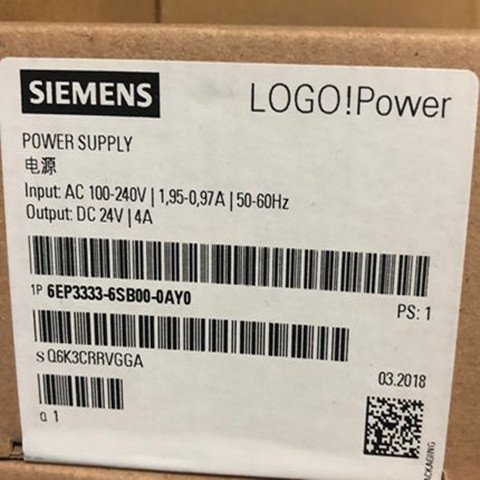 SIEMENS
LOGO!Power
POWER SUPPLY
电源
Input: AC 100-240V | 1,95-0,97A | 50-60Hz
Output: DC 24V | 4A
1P 6EP3333-6SB00-0AY0
PS: 1
S Q6K3CRRVGGA
03.2018
Q 1